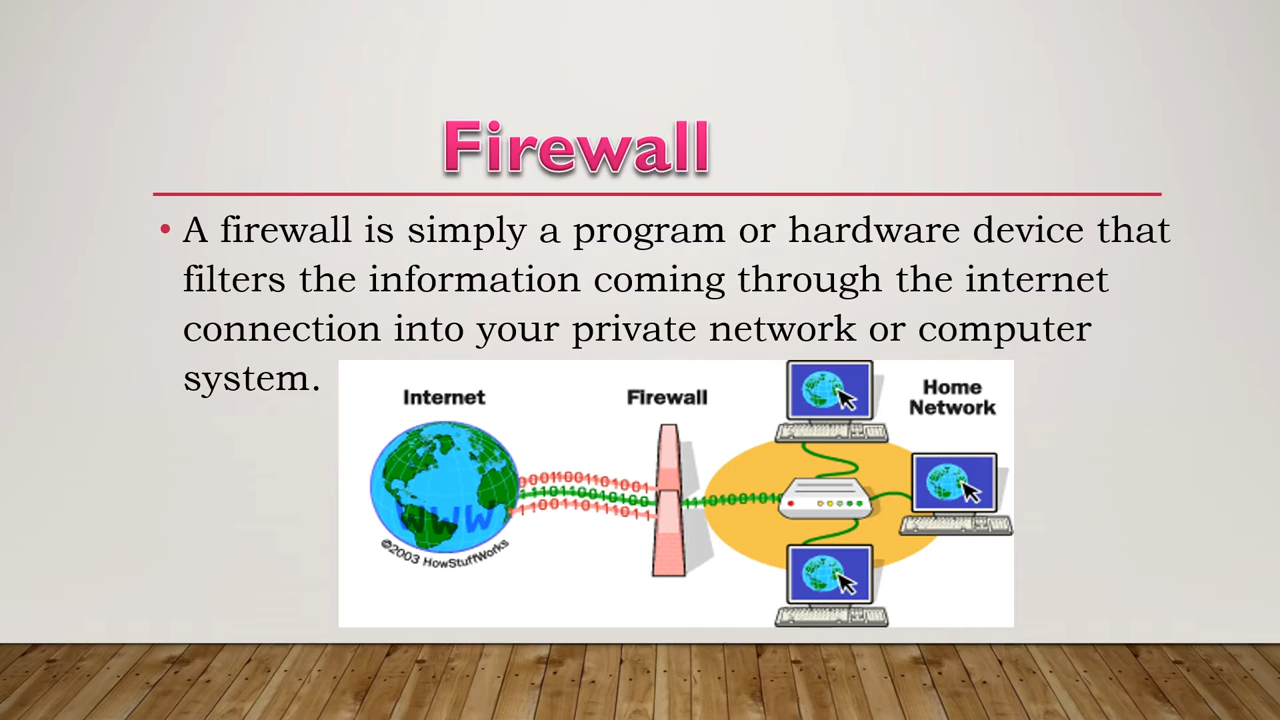 Firewall
• A firewall is simply a program or hardware device that
filters the information coming through the internet
connection into your private network or computer
system.
Internet
Firewall
Home
Network
WWW
©2003 HowStuffWorks